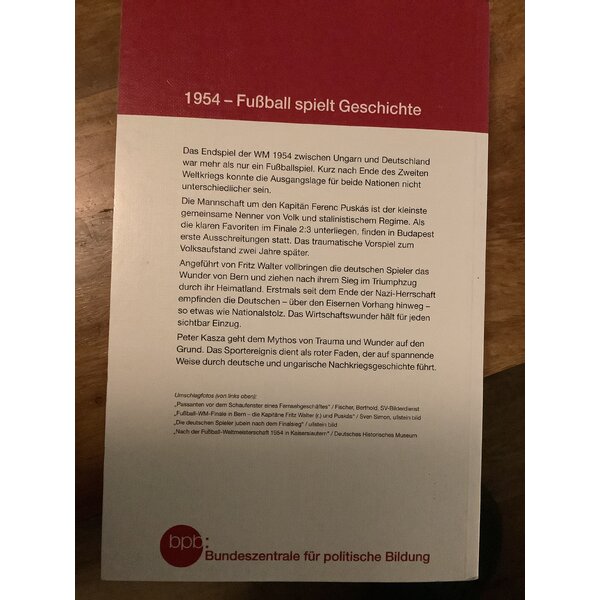 1954 – Fußball spielt Geschichte
Das Endspiel der WM 1954 zwischen Ungarn und Deutschland
war mehr als nur ein Fußballspiel. Kurz nach Ende des Zweiten
Weltkriegs konnte die Ausgangslage für beide Nationen nicht
unterschiedlicher sein.
Die Mannschaft um den Kapitän Ferenc Puskás ist der kleinste
gemeinsame Nenner von Volk und stalinistischem Regime. Als
die klaren Favoriten im Finale 2:3 unterliegen, finden in Budapest
erste Ausschreitungen statt. Das traumatische Vorspiel zum
Volksaufstand zwei Jahre später.
Angeführt von Fritz Walter vollbringen die deutschen Spieler das
Wunder von Bern und ziehen nach ihrem Sieg im Triumphzug
durch ihr Heimatland. Erstmals seit dem Ende der Nazi-Herrschaft
empfinden die Deutschen – über den Eisernen Vorhang hinweg –
so etwas wie Nationalstolz. Das Wirtschaftswunder hält für jeden
sichtbar Einzug.
Peter Kasza geht dem Mythos von Trauma und Wunder auf den
Grund. Das Sportereignis dient als roter Faden, der auf spannende
Weise durch deutsche und ungarische Nachkriegsgeschichte führt.
Umschlagfotos (von links oben):
„Passanten vor dem Schaufenster eines Fernsehgeschäftes“ / Fischer, Berthold, SV-Bilderdienst
„Fußball-WM-Finale in Bern – die Kapitäne Fritz Walter (r.) und Puskás“ / Sven Simon, ullstein bild
„Die deutschen Spieler jubeln nach dem Finalsieg“ / ullstein bild
„Nach der Fußball-Weltmeisterschaft 1954 in Kaiserslautern“ / Deutsches Historisches Museum
bpb:
Bundeszentrale für politische Bildung